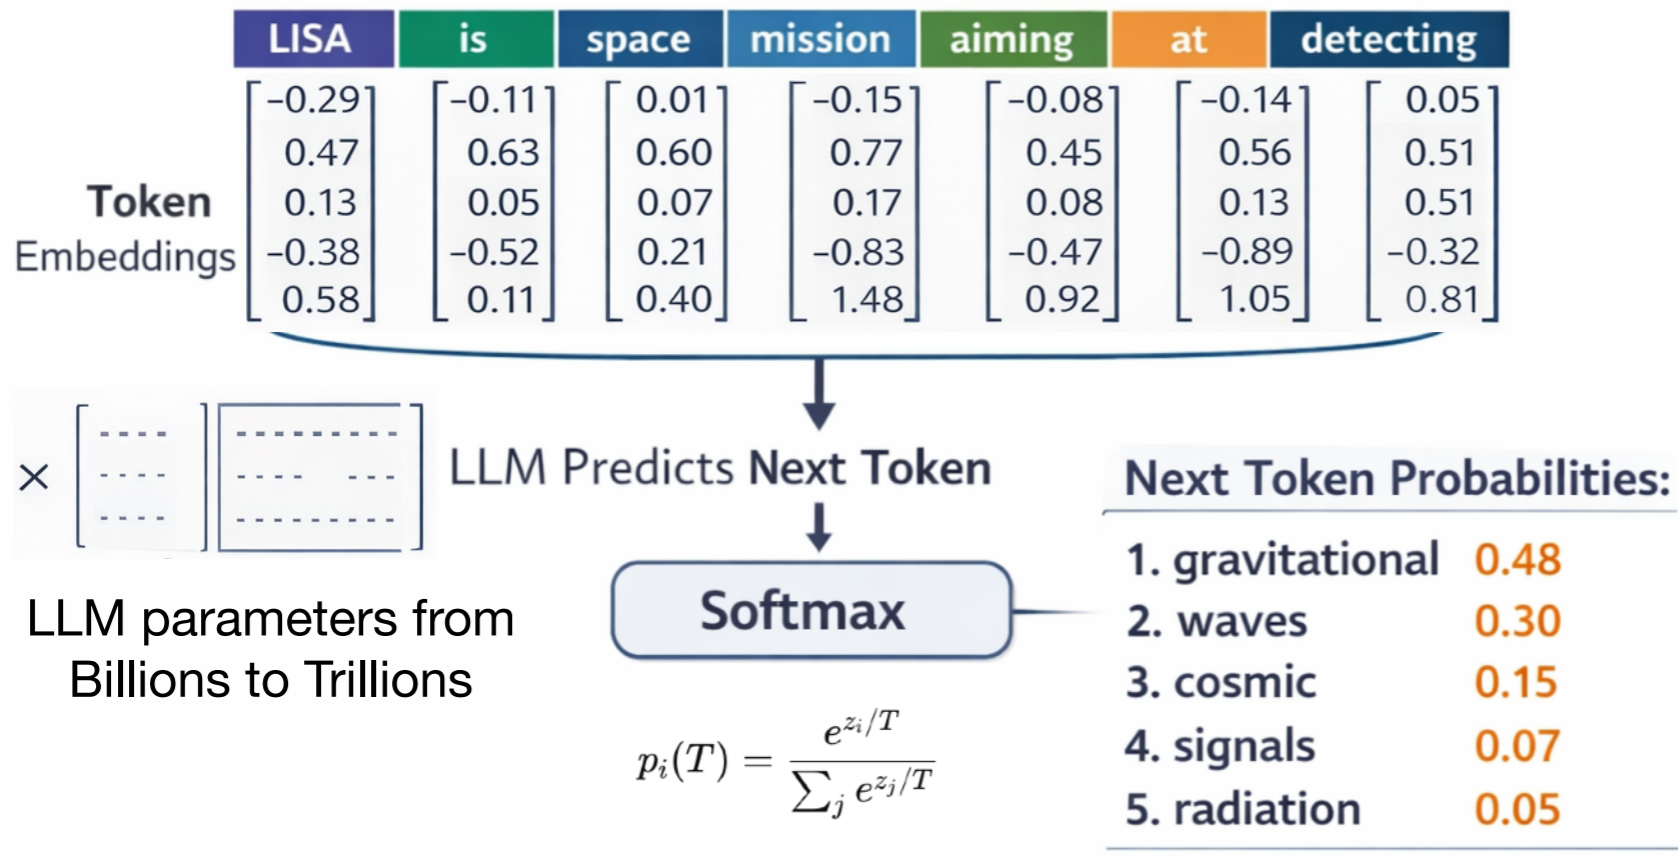 LISA is space mission aiming at detecting
−0.29 −0.11 0.01 −0.15 −0.08 −0.14 0.05
0.47 0.63 0.60 0.77 0.45 0.56 0.51
Token 0.13 0.05 0.07 0.17 0.08 0.13 0.51
Embeddings −0.38 −0.52 0.21 −0.83 −0.47 −0.89 −0.32
0.58 0.11 0.40 1.48 0.92 1.05 0.81
×
LLM Predicts Next Token
LLM parameters from
Billions to Trillions
Softmax
p_i(T) = e^{z_i/T} / ∑_j e^{z_j/T}
Next Token Probabilities:
1. gravitational 0.48
2. waves 0.30
3. cosmic 0.15
4. signals 0.07
5. radiation 0.05